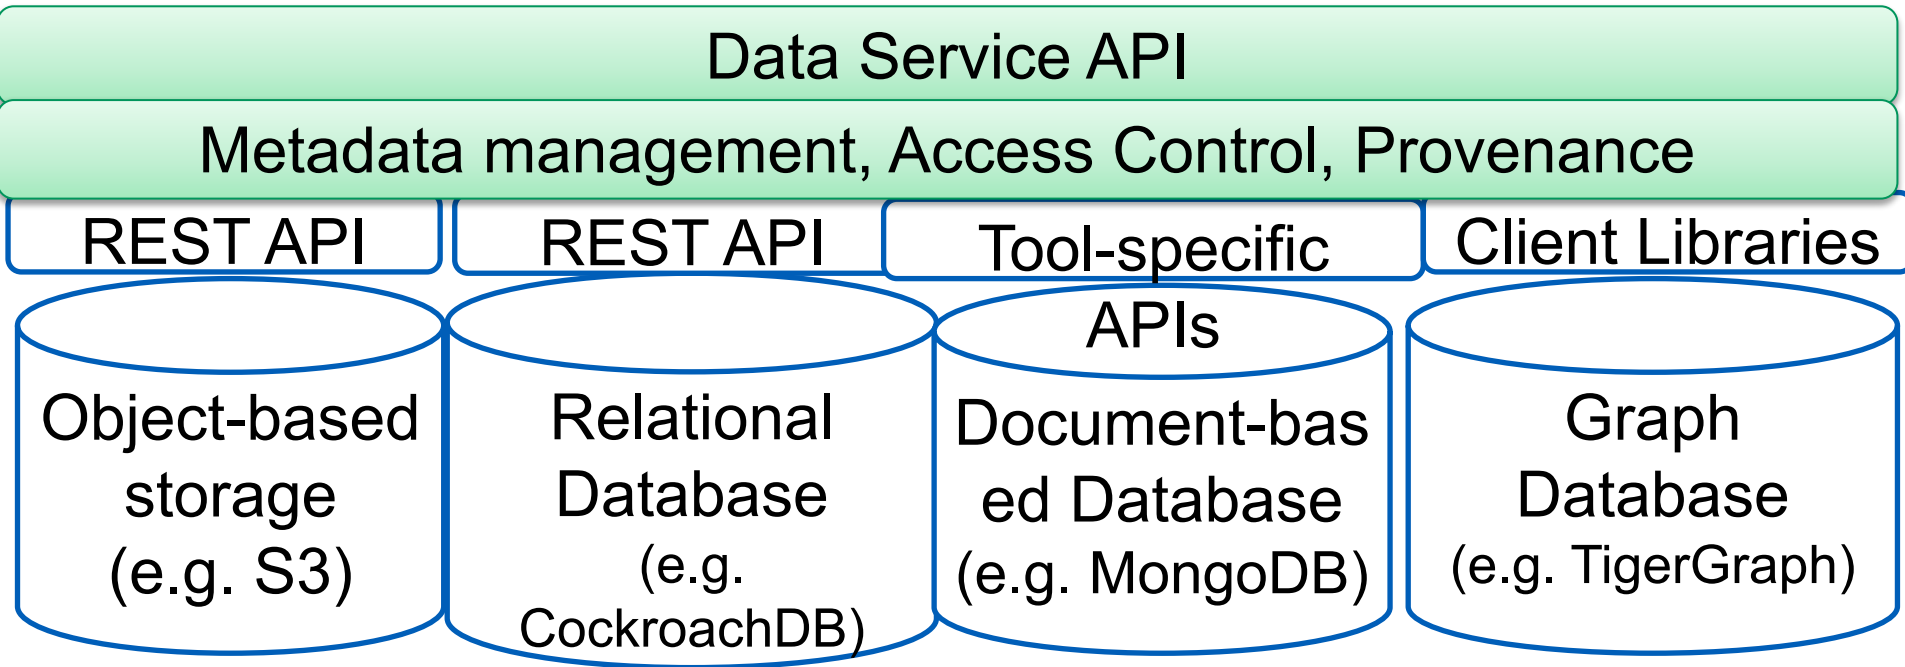 Data Service API
Metadata management, Access Control, Provenance
REST API
REST API
Tool-specific
APIs
Client Libraries
Object-based
storage
(e.g. S3)
Relational
Database
(e.g.
CockroachDB)
Document-bas
ed Database
(e.g. MongoDB)
Graph
Database
(e.g. TigerGraph)